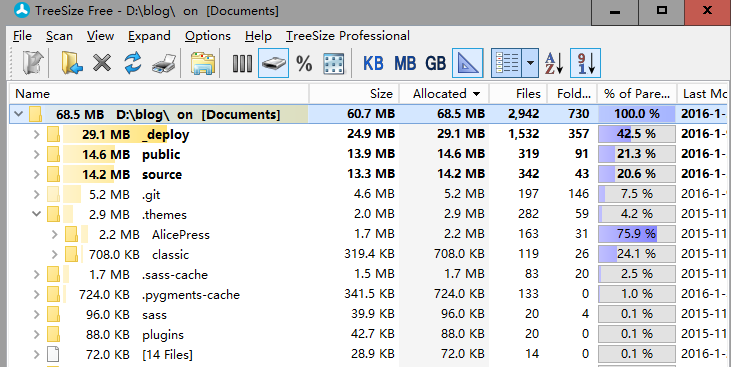 TreeSize Free - D:\blog\ on [Documents]
File Scan View Expand Options Help TreeSize Professional
% KB MB GB A Z 9 1
Name Size Allocated Files Fold... % of Pare... Last Mo
68.5 MB D:\blog\ on [Documents] 60.7 MB 68.5 MB 2,942 730 100.0 % 2016-1-
29.1 MB _deploy 24.9 MB 29.1 MB 1,532 357 42.5 % 2016-1-
14.6 MB public 13.9 MB 14.6 MB 319 91 21.3 % 2016-1-
14.2 MB source 13.3 MB 14.2 MB 342 43 20.6 % 2016-1-
5.2 MB .git 4.6 MB 5.2 MB 197 146 7.5 % 2016-1-
2.9 MB .themes 2.0 MB 2.9 MB 282 59 4.2 % 2015-11
2.2 MB AlicePress 1.7 MB 2.2 MB 163 31 75.9 % 2015-11
708.0 KB classic 319.4 KB 708.0 KB 119 26 24.1 % 2015-11
1.7 MB .sass-cache 1.5 MB 1.7 MB 83 20 2.5 % 2015-11
724.0 KB .pygments-cache 341.5 KB 724.0 KB 133 0 1.0 % 2016-1-
96.0 KB sass 39.9 KB 96.0 KB 20 4 0.1 % 2015-11
88.0 KB plugins 42.7 KB 88.0 KB 20 0 0.1 % 2015-11
72.0 KB [14 Files] 28.9 KB 72.0 KB 14 0 0.1 % 2016-1-